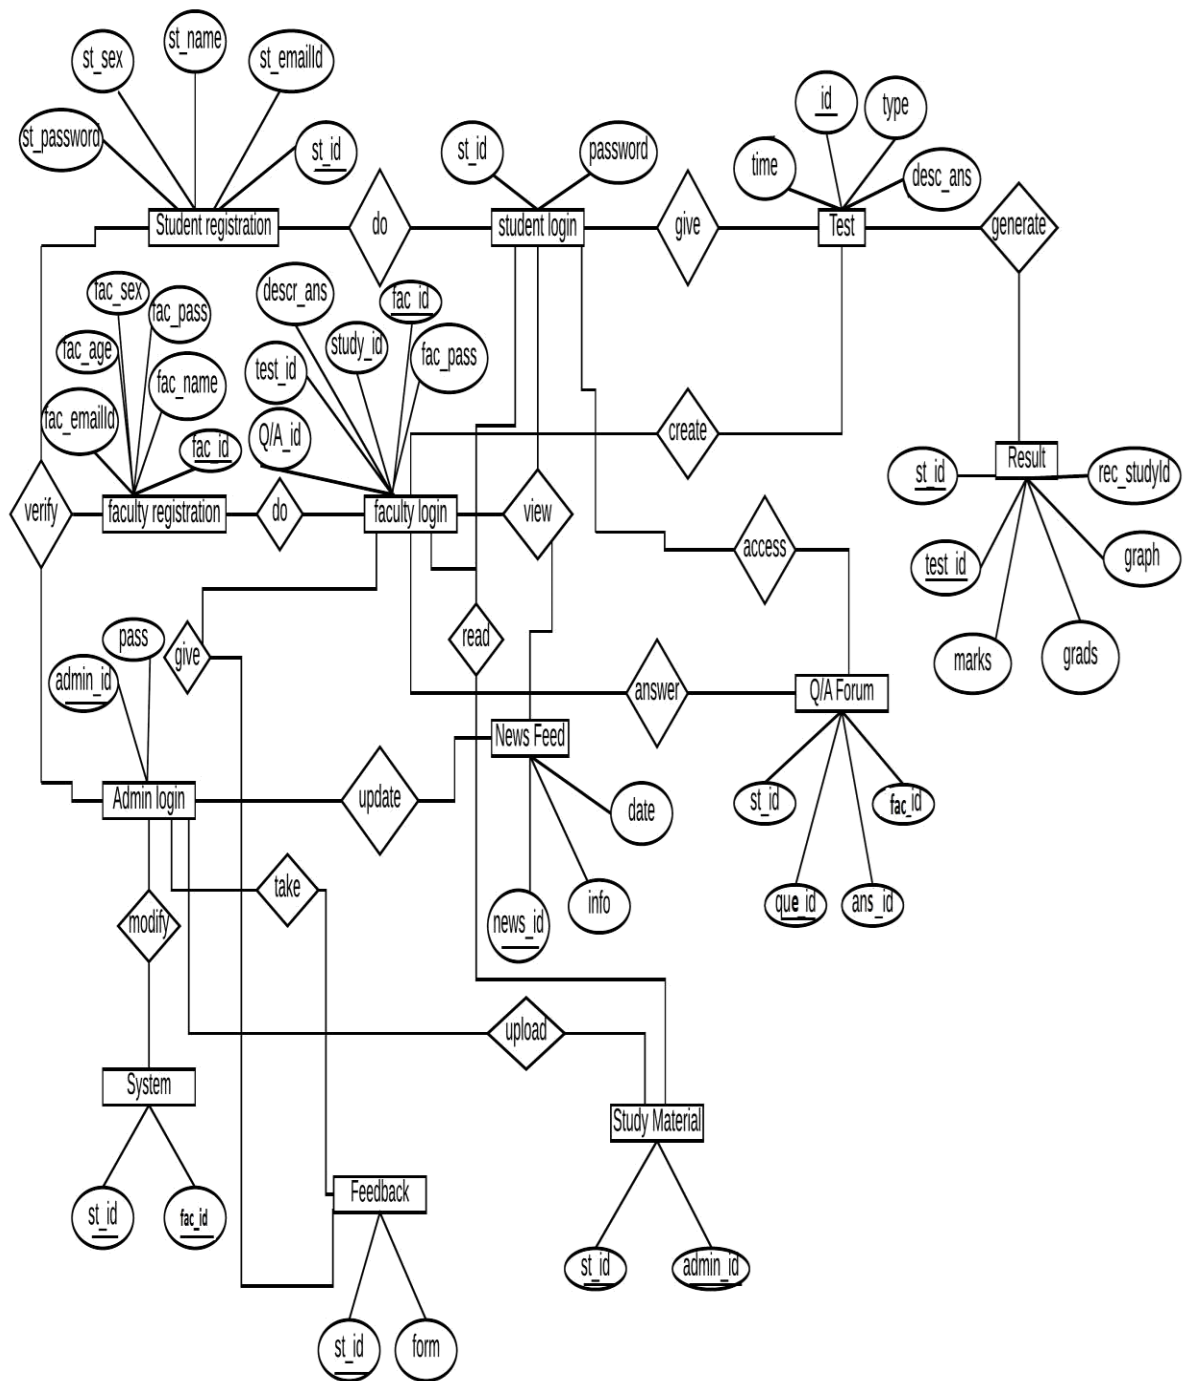 st_name
st_sex
st_emailId
st_password
st_id
st_id
password
id
type
time
desc_ans
Student registration
do
student login
give
Test
generate
fac_sex
fac_pass
descr_ans
fac_id
fac_age
study_id
test_id
fac_pass
fac_name
fac_emailId
Q/A_id
fac_id
create
Result
st_id
rec_studyId
verify
faculty registration
do
faculty login
view
access
test_id
graph
pass
give
read
marks
grads
admin_id
answer
Q/A Forum
News Feed
Admin login
update
date
st_id
fac_id
take
modify
news_id
info
que_id
ans_id
upload
System
Study Material
Feedback
st_id
fac_id
st_id
admin_id
st_id
form